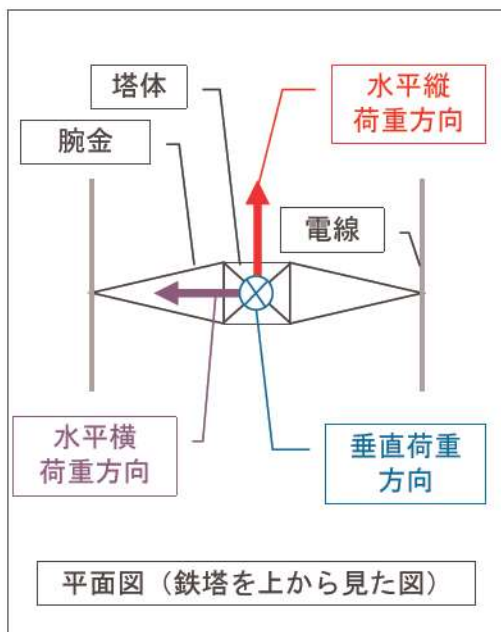 塔体
水平縦
荷重方向
腕金
電線
水平横
荷重方向
垂直荷重
方向
平面図（鉄塔を上から見た図）